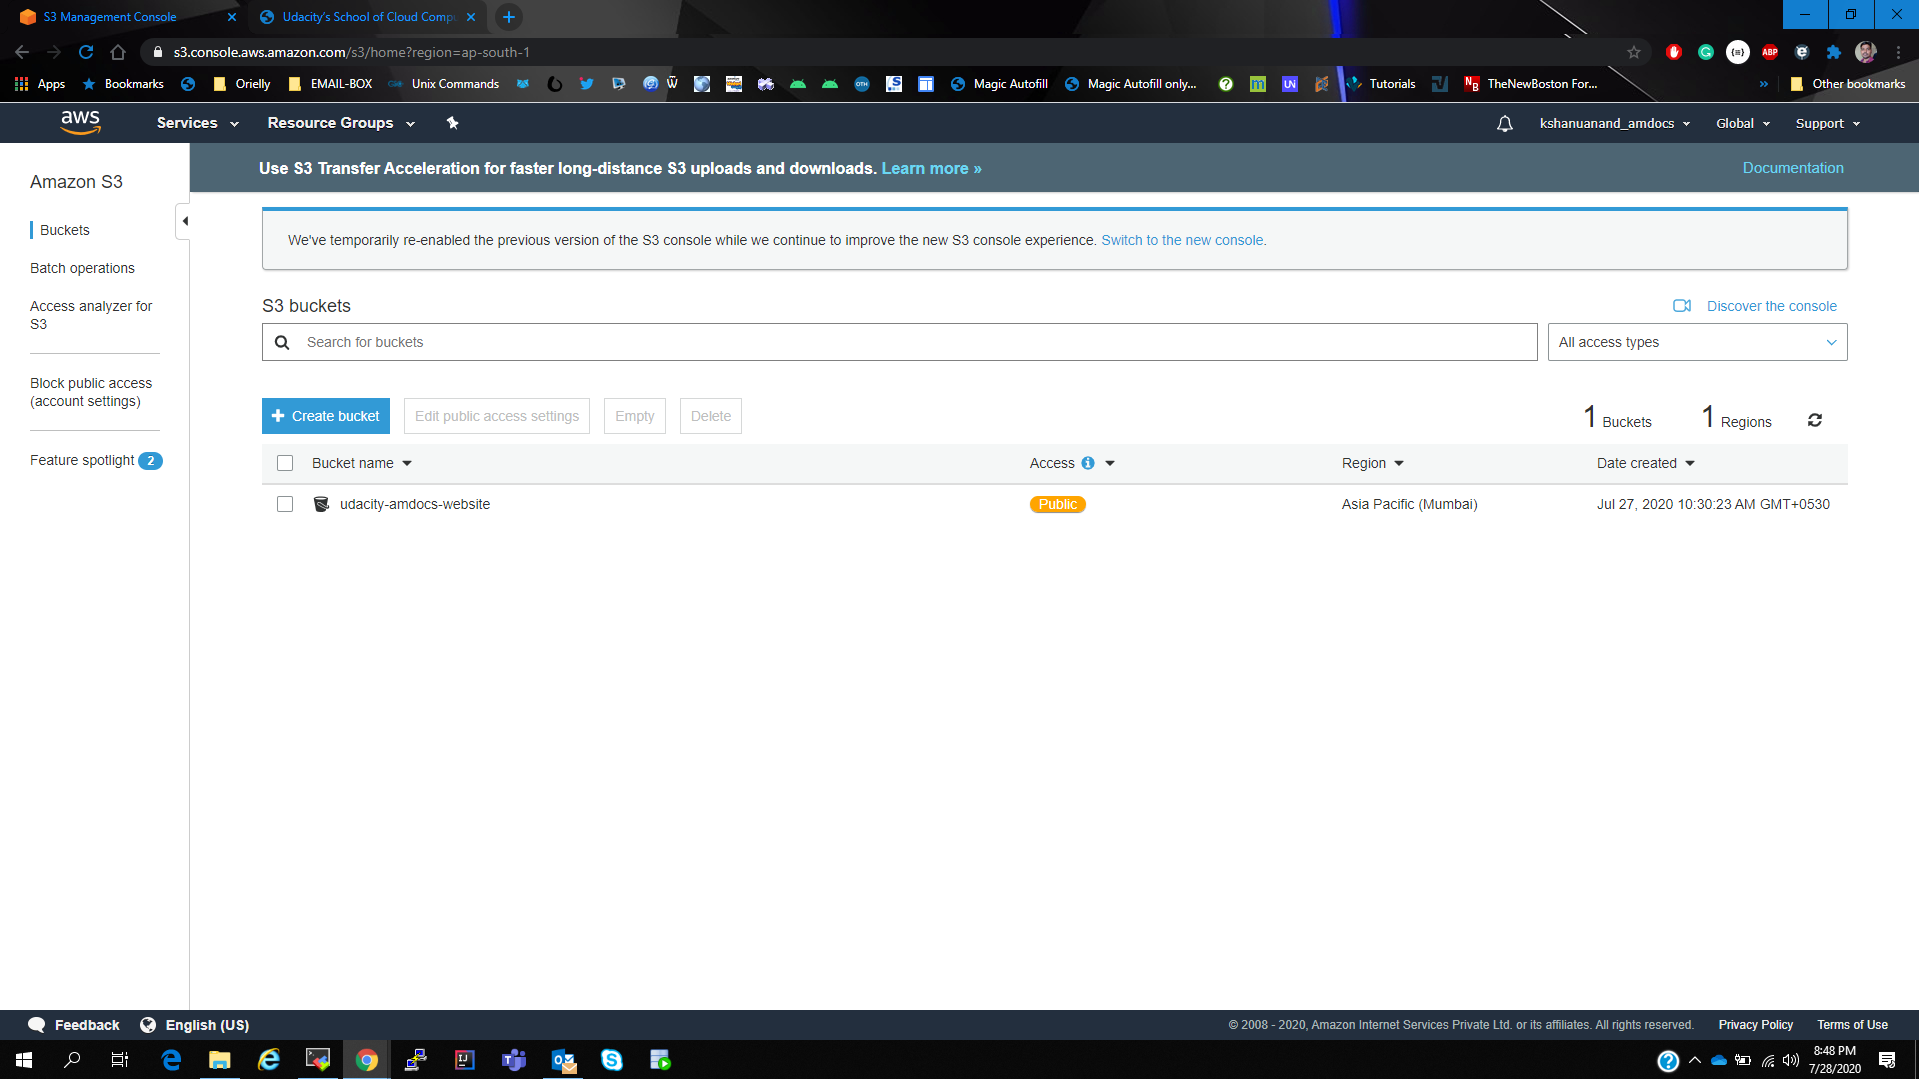 S3 Management Console
Udacity's School of Cloud Comp
s3.console.aws.amazon.com/s3/home?region=ap-south-1
Apps
Bookmarks
Orielly
EMAIL-BOX
Unix Commands
Magic Autofill
Magic Autofill only...
Tutorials
TheNewBoston For...
Other bookmarks
aws
Services
Resource Groups
kshanuanand_amdocs
Global
Support
Amazon S3
Buckets
Batch operations
Access analyzer for
S3
Block public access
(account settings)
Feature spotlight 2
Use S3 Transfer Acceleration for faster long-distance S3 uploads and downloads. Learn more »
Documentation
We've temporarily re-enabled the previous version of the S3 console while we continue to improve the new S3 console experience. Switch to the new console.
S3 buckets
Discover the console
Search for buckets
All access types
Create bucket
Edit public access settings
Empty
Delete
1 Buckets
1 Regions
Bucket name
Access
Region
Date created
udacity-amdocs-website
Public
Asia Pacific (Mumbai)
Jul 27, 2020 10:30:23 AM GMT+0530
Feedback
English (US)
© 2008 - 2020, Amazon Internet Services Private Ltd. or its affiliates. All rights reserved.
Privacy Policy
Terms of Use
8:48 PM
7/28/2020